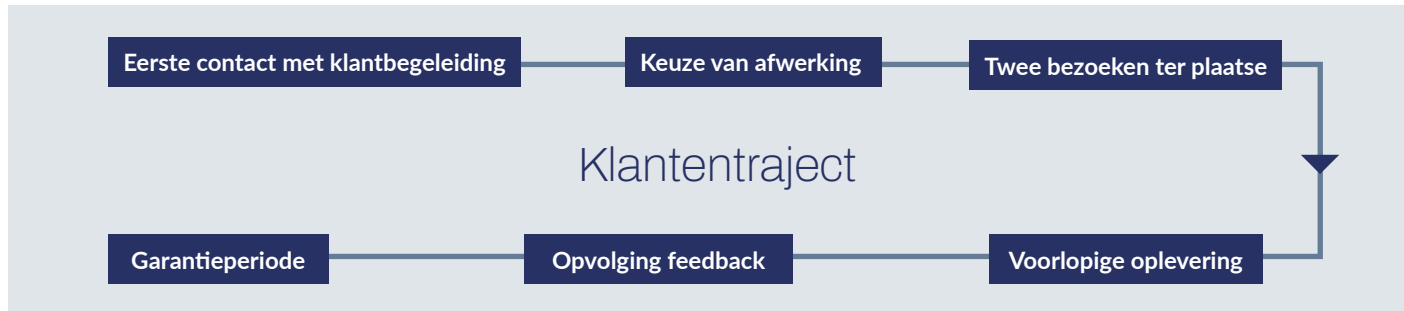 Eerste contact met klantbegeleiding
Keuze van afwerking
Twee bezoeken ter plaatse
Klantentraject
Garantieperiode
Opvolging feedback
Voorlopige oplevering